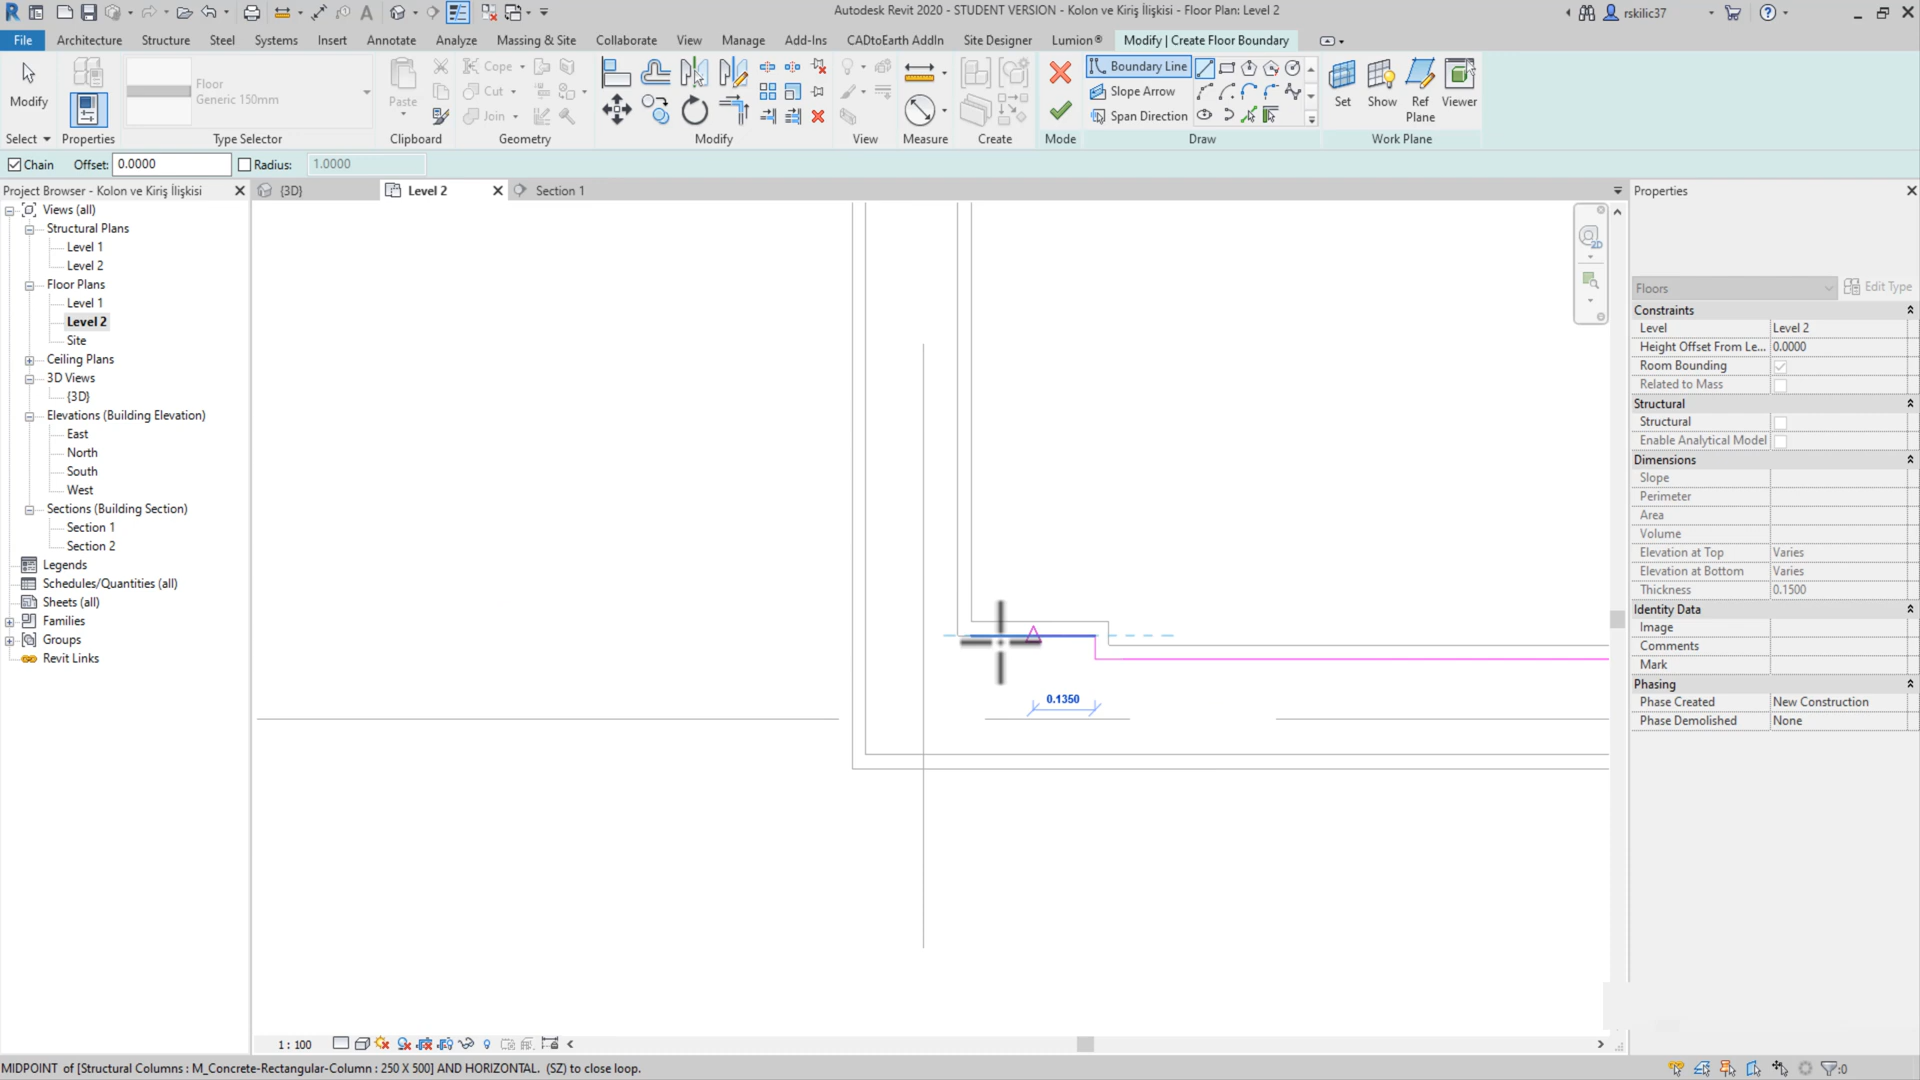 Autodesk Revit 2020 - STUDENT VERSION - Kolon ve Kiriş İlişkisi - Floor Plan: Level 2
rskilic37
File
Architecture
Structure
Steel
Systems
Insert
Annotate
Analyze
Massing & Site
Collaborate
View
Manage
Add-Ins
CADtoEarth AddIn
Site Designer
Lumion®
Modify | Create Floor Boundary
Modify
Floor
Generic 150mm
Paste
Cope
Cut
Join
Boundary Line
Slope Arrow
Span Direction
Set
Show
Ref
Plane
Viewer
Select
Properties
Type Selector
Clipboard
Geometry
Modify
View
Measure
Create
Mode
Draw
Work Plane
Chain
Offset:
0.0000
Radius:
1.0000
Project Browser - Kolon ve Kiriş İlişkisi
{3D}
Level 2
Section 1
Views (all)
Structural Plans
Level 1
Level 2
Floor Plans
Level 1
Level 2
Site
Ceiling Plans
3D Views
{3D}
Elevations (Building Elevation)
East
North
South
West
Sections (Building Section)
Section 1
Section 2
Legends
Schedules/Quantities (all)
Sheets (all)
Families
Groups
Revit Links
2D
0.1350
Properties
Floors
Edit Type
Constraints
Level
Level 2
Height Offset From Le...
0.0000
Room Bounding
Related to Mass
Structural
Structural
Enable Analytical Model
Dimensions
Slope
Perimeter
Area
Volume
Elevation at Top
Varies
Elevation at Bottom
Varies
Thickness
0.1500
Identity Data
Image
Comments
Mark
Phasing
Phase Created
New Construction
Phase Demolished
None
1 : 100
MIDPOINT of [Structural Columns : M_Concrete-Rectangular-Column : 250 X 500] AND HORIZONTAL. (SZ) to close loop.
:0